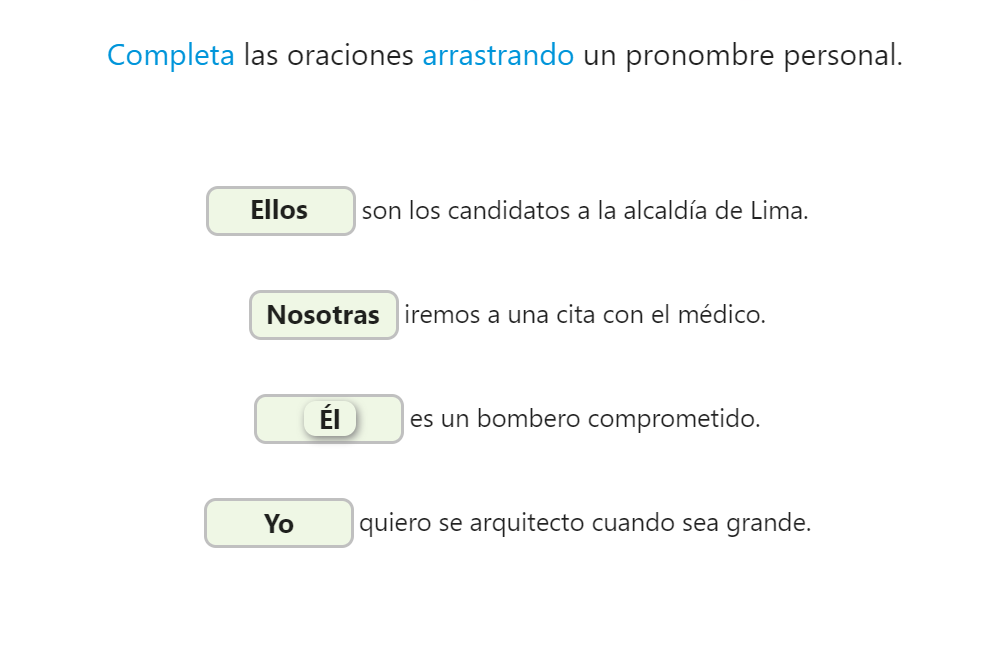 Completa las oraciones arrastrando un pronombre personal.
Ellos son los candidatos a la alcaldía de Lima.
Nosotras iremos a una cita con el médico.
Él es un bombero comprometido.
Yo quiero se arquitecto cuando sea grande.